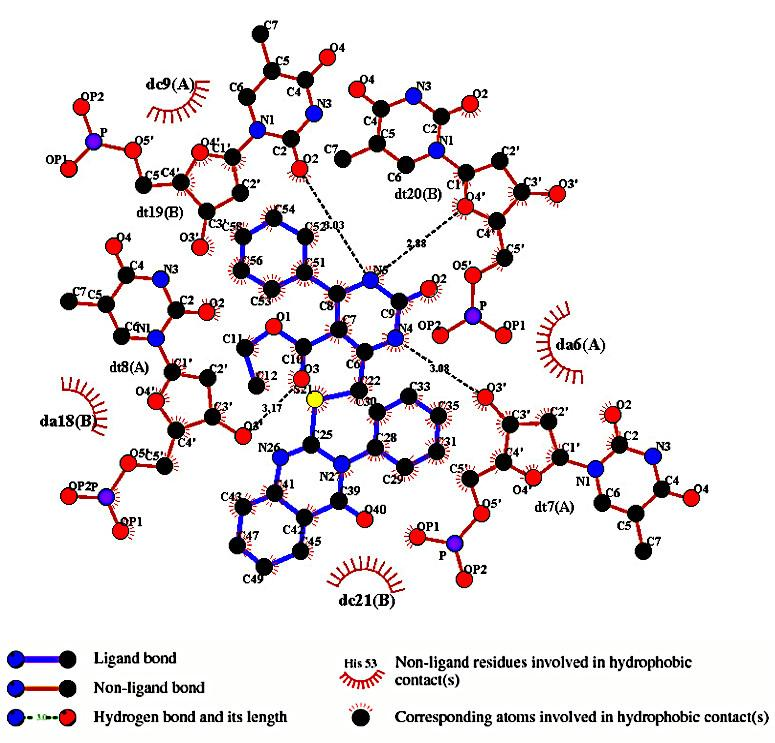 C7
C5 O4
C6 C4
N3
N1
C2
O2
dc9(A)
OP2
P
OP1
O5'
C5'
C4'
O4'
C1'
C2'
C3'
O3'
dt19(B)
O4 N3 O2
C4 C2
C5 N1
C7
C6
C2'
C1'
C3' O3'
O4'
C4'
dt20(B)
C5'
O5'
P
OP2 OP1
3.03
2.88
C54
C52
C56
C51
C53
N5
O2
C8
C9
C7
N4
C6
O1
C11
C10
C12
O3
S21
C22
3.08
3.17
O4
C4 N3
C7 C5
C2 O2
C6 N1
dt8(A)
C1' C2'
O4'
C3'
C4' O3'
O5' C5'
OP2 P
OP1
da18(B)
da6(A)
C30 C33
C35
C28 C31
C29
C25
N26
N27
C41 C39
C43 C42 O40
C47 C45
C49
O3'
C3' C2'
C4' C1'
O4'
C5'
O5'
OP1
P
OP2
dt7(A)
O2
C2 N3
N1 C4
C6 O4
C5
C7
dc21(B)
Ligand bond
Non-ligand bond
3.0 Hydrogen bond and its length
His 53 Non-ligand residues involved in hydrophobic
contact(s)
Corresponding atoms involved in hydrophobic contact(s)